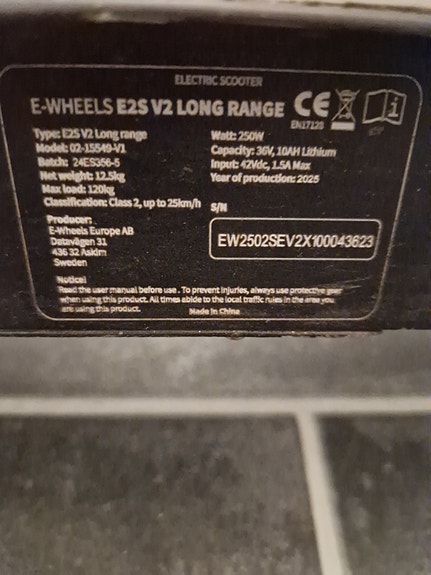 ELECTRIC SCOOTER
E-WHEELS E2S V2 LONG RANGE CE
EN17128
Type: E2S V2 Long range
Model: 02-15549-V1
Batch: 24ES356-5
Net weight: 12.5kg
Max load: 120kg
Classification: Class 2, up to 25km/h
Watt: 250W
Capacity: 36V, 10AH Lithium
Input: 42Vdc, 1.5A Max
Year of production: 2025
S/N
EW2502SEV2X100043623
Producer:
E-Wheels Europe AB
Datavägen 31
436 32 Askim
Sweden
Notice!
Read the user manual before use. To prevent injuries, always use protective gear
when using this product. All times abide to the local traffic rules in the area you
are using this product.
Made in China